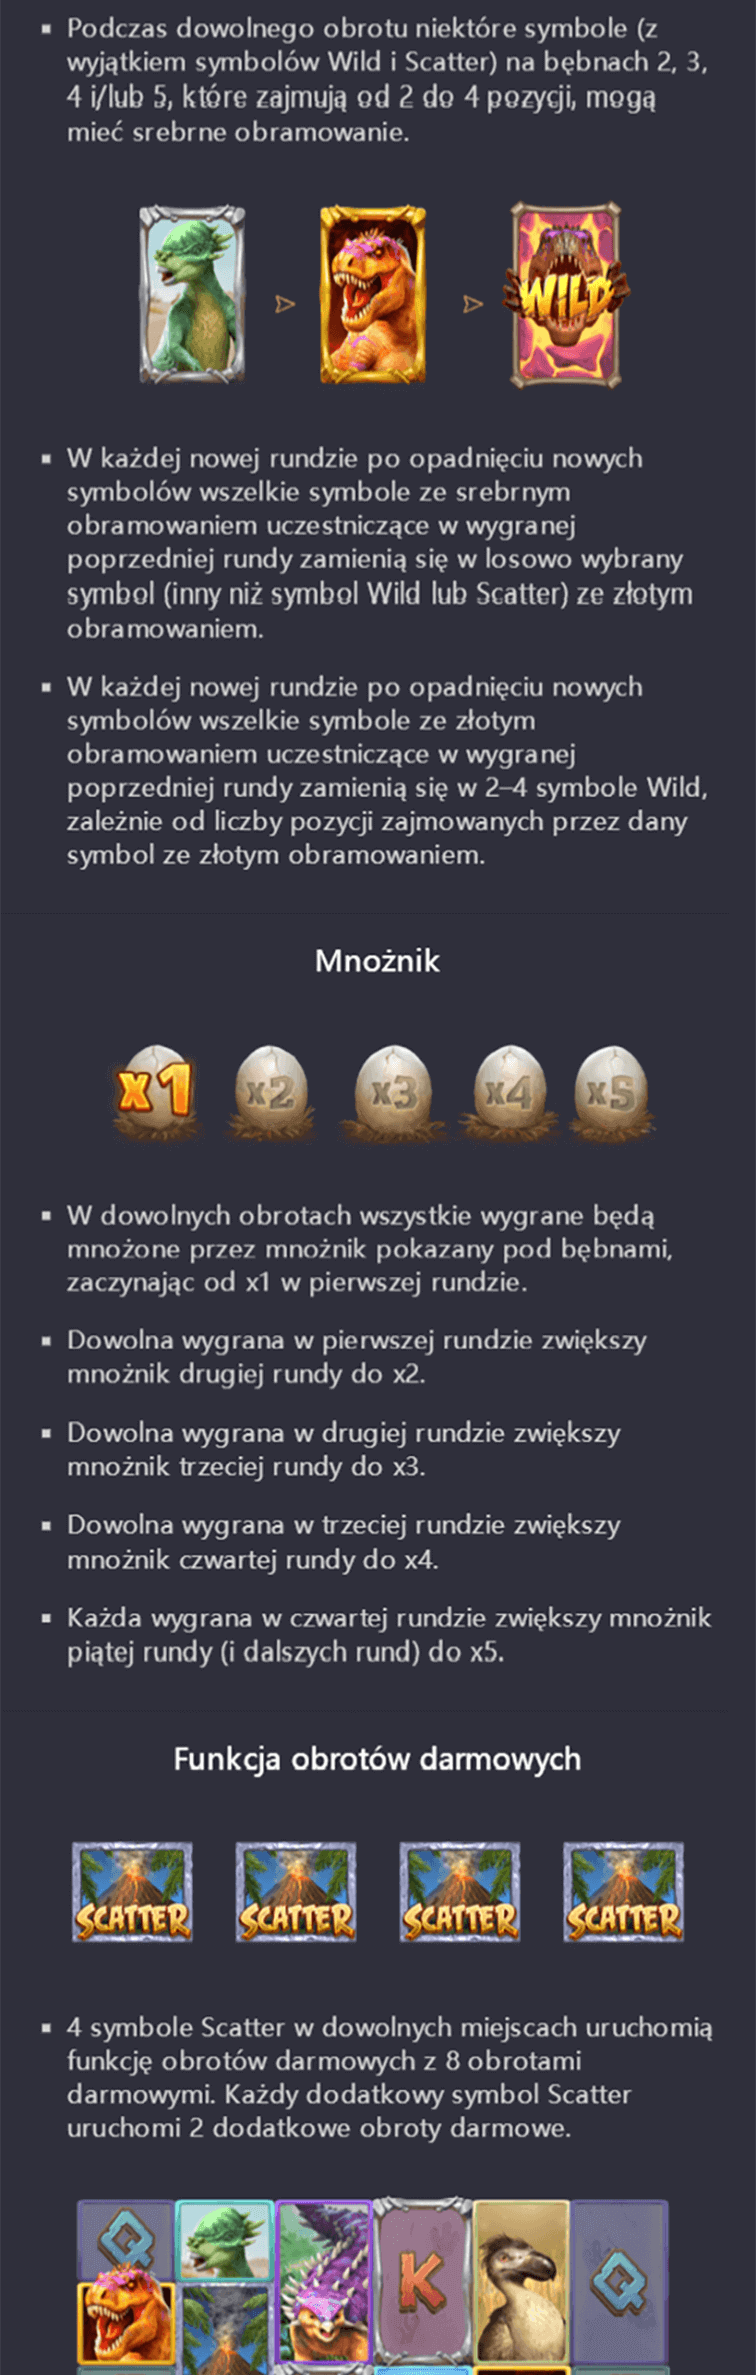 ▪ Podczas dowolnego obrotu niektóre symbole (z
wyjątkiem symbolów Wild i Scatter) na bębnach 2, 3,
4 i/lub 5, które zajmują od 2 do 4 pozycji, mogą
mieć srebrne obramowanie.
WILD
▪ W każdej nowej rundzie po opadnięciu nowych
symbolów wszelkie symbole ze srebrnym
obramowaniem uczestniczące w wygranej
poprzedniej rundy zamienią się w losowo wybrany
symbol (inny niż symbol Wild lub Scatter) ze złotym
obramowaniem.
▪ W każdej nowej rundzie po opadnięciu nowych
symbolów wszelkie symbole ze złotym
obramowaniem uczestniczące w wygranej
poprzedniej rundy zamienią się w 2–4 symbole Wild,
zależnie od liczby pozycji zajmowanych przez dany
symbol ze złotym obramowaniem.
Mnożnik
x1 x2 x3 x4 x5
▪ W dowolnych obrotach wszystkie wygrane będą
mnożone przez mnożnik pokazany pod bębnami,
zaczynając od x1 w pierwszej rundzie.
▪ Dowolna wygrana w pierwszej rundzie zwiększy
mnożnik drugiej rundy do x2.
▪ Dowolna wygrana w drugiej rundzie zwiększy
mnożnik trzeciej rundy do x3.
▪ Dowolna wygrana w trzeciej rundzie zwiększy
mnożnik czwartej rundy do x4.
▪ Każda wygrana w czwartej rundzie zwiększy mnożnik
piątej rundy (i dalszych rund) do x5.
Funkcja obrotów darmowych
SCATTER SCATTER SCATTER SCATTER
▪ 4 symbole Scatter w dowolnych miejscach uruchomią
funkcję obrotów darmowych z 8 obrotami
darmowymi. Każdy dodatkowy symbol Scatter
uruchomi 2 dodatkowe obroty darmowe.
Q K Q